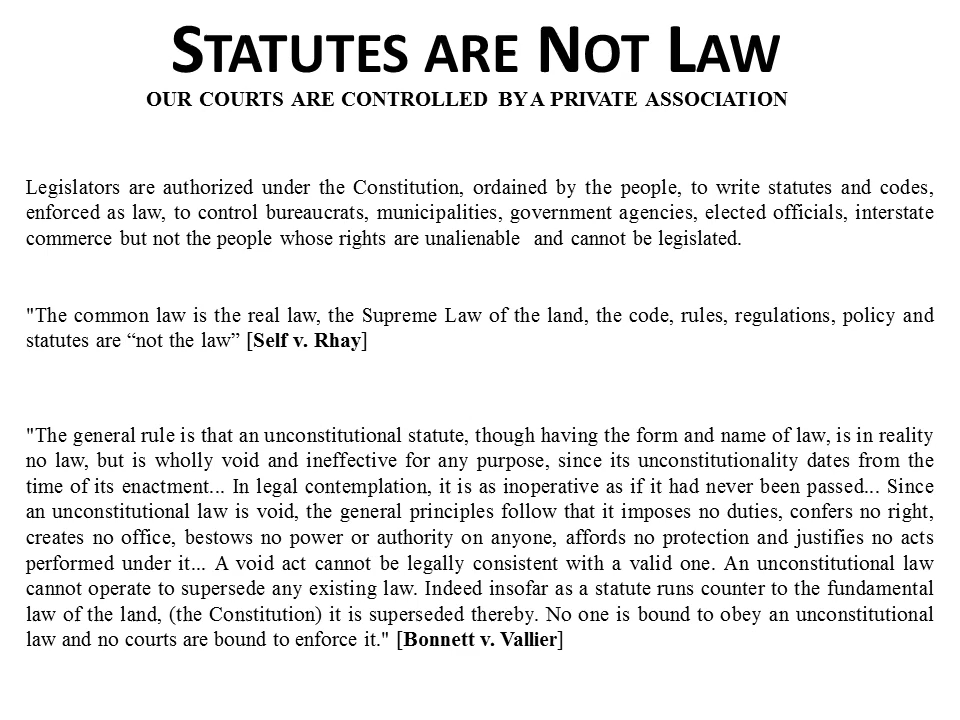 STATUTES ARE NOT LAW
OUR COURTS ARE CONTROLLED BY A PRIVATE ASSOCIATION
Legislators are authorized under the Constitution, ordained by the people, to write statutes and codes,
enforced as law, to control bureaucrats, municipalities, government agencies, elected officials, interstate
commerce but not the people whose rights are unalienable and cannot be legislated.
"The common law is the real law, the Supreme Law of the land, the code, rules, regulations, policy and
statutes are “not the law” [Self v. Rhay]
"The general rule is that an unconstitutional statute, though having the form and name of law, is in reality
no law, but is wholly void and ineffective for any purpose, since its unconstitutionality dates from the
time of its enactment... In legal contemplation, it is as inoperative as if it had never been passed... Since
an unconstitutional law is void, the general principles follow that it imposes no duties, confers no right,
creates no office, bestows no power or authority on anyone, affords no protection and justifies no acts
performed under it... A void act cannot be legally consistent with a valid one. An unconstitutional law
cannot operate to supersede any existing law. Indeed insofar as a statute runs counter to the fundamental
law of the land, (the Constitution) it is superseded thereby. No one is bound to obey an unconstitutional
law and no courts are bound to enforce it." [Bonnett v. Vallier]